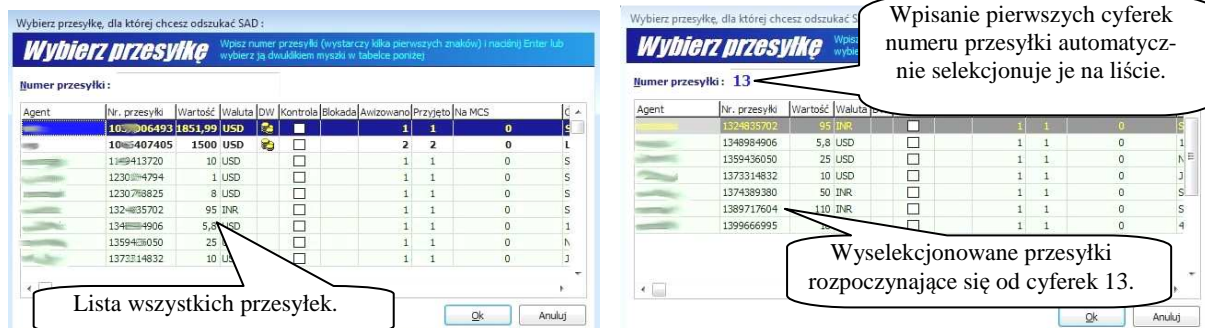 Wybierz przesyłkę, dla której chcesz odszukać SAD :
Wybierz przesyłkę
Wpisz numer przesyłki (wystarczy kilka pierwszych znaków) i naciśnij Enter lub
wybierz ją dwuklikiem myszki w tabelce poniżej
Numer przesyłki :
Agent Nr. przesyłki Wartość Waluta DW Kontrola Blokada Awizowano Przyjęto Na MCS
1851,99 USD 1 1 0 S
1500 USD 2 2 0 L
10 USD 1 1 0 S
1 USD 1 1 0 S
8 USD 1 1 0 S
95 INR 1 1 0 S
5,8 USD 1 1 0 1
25 1 1 0 N
10 1 1 0 J
Lista wszystkich przesyłek.
Ok Anuluj
Wybierz przesyłkę, dla której chcesz odszukać
Wybierz przesyłkę
Numer przesyłki : 13
Wpisanie pierwszych cyferek
numeru przesyłki automatycz-
nie selekcjonuje je na liście.
Agent Nr. przesyłki Wartość Waluta
1324835702 95 INR 1 1 0 S
1348984906 5,8 USD 1 1 0 1
1359436050 25 USD 1 1 0 N
1373314832 10 USD 1 1 0 J
1374389380 50 INR 1 1 0 S
1389717604 110 INR 1 1 0 S
1399666995 1 1 0 4
Wyselekcjonowane przesyłki
rozpoczynające się od cyferek 13.
Ok Anuluj